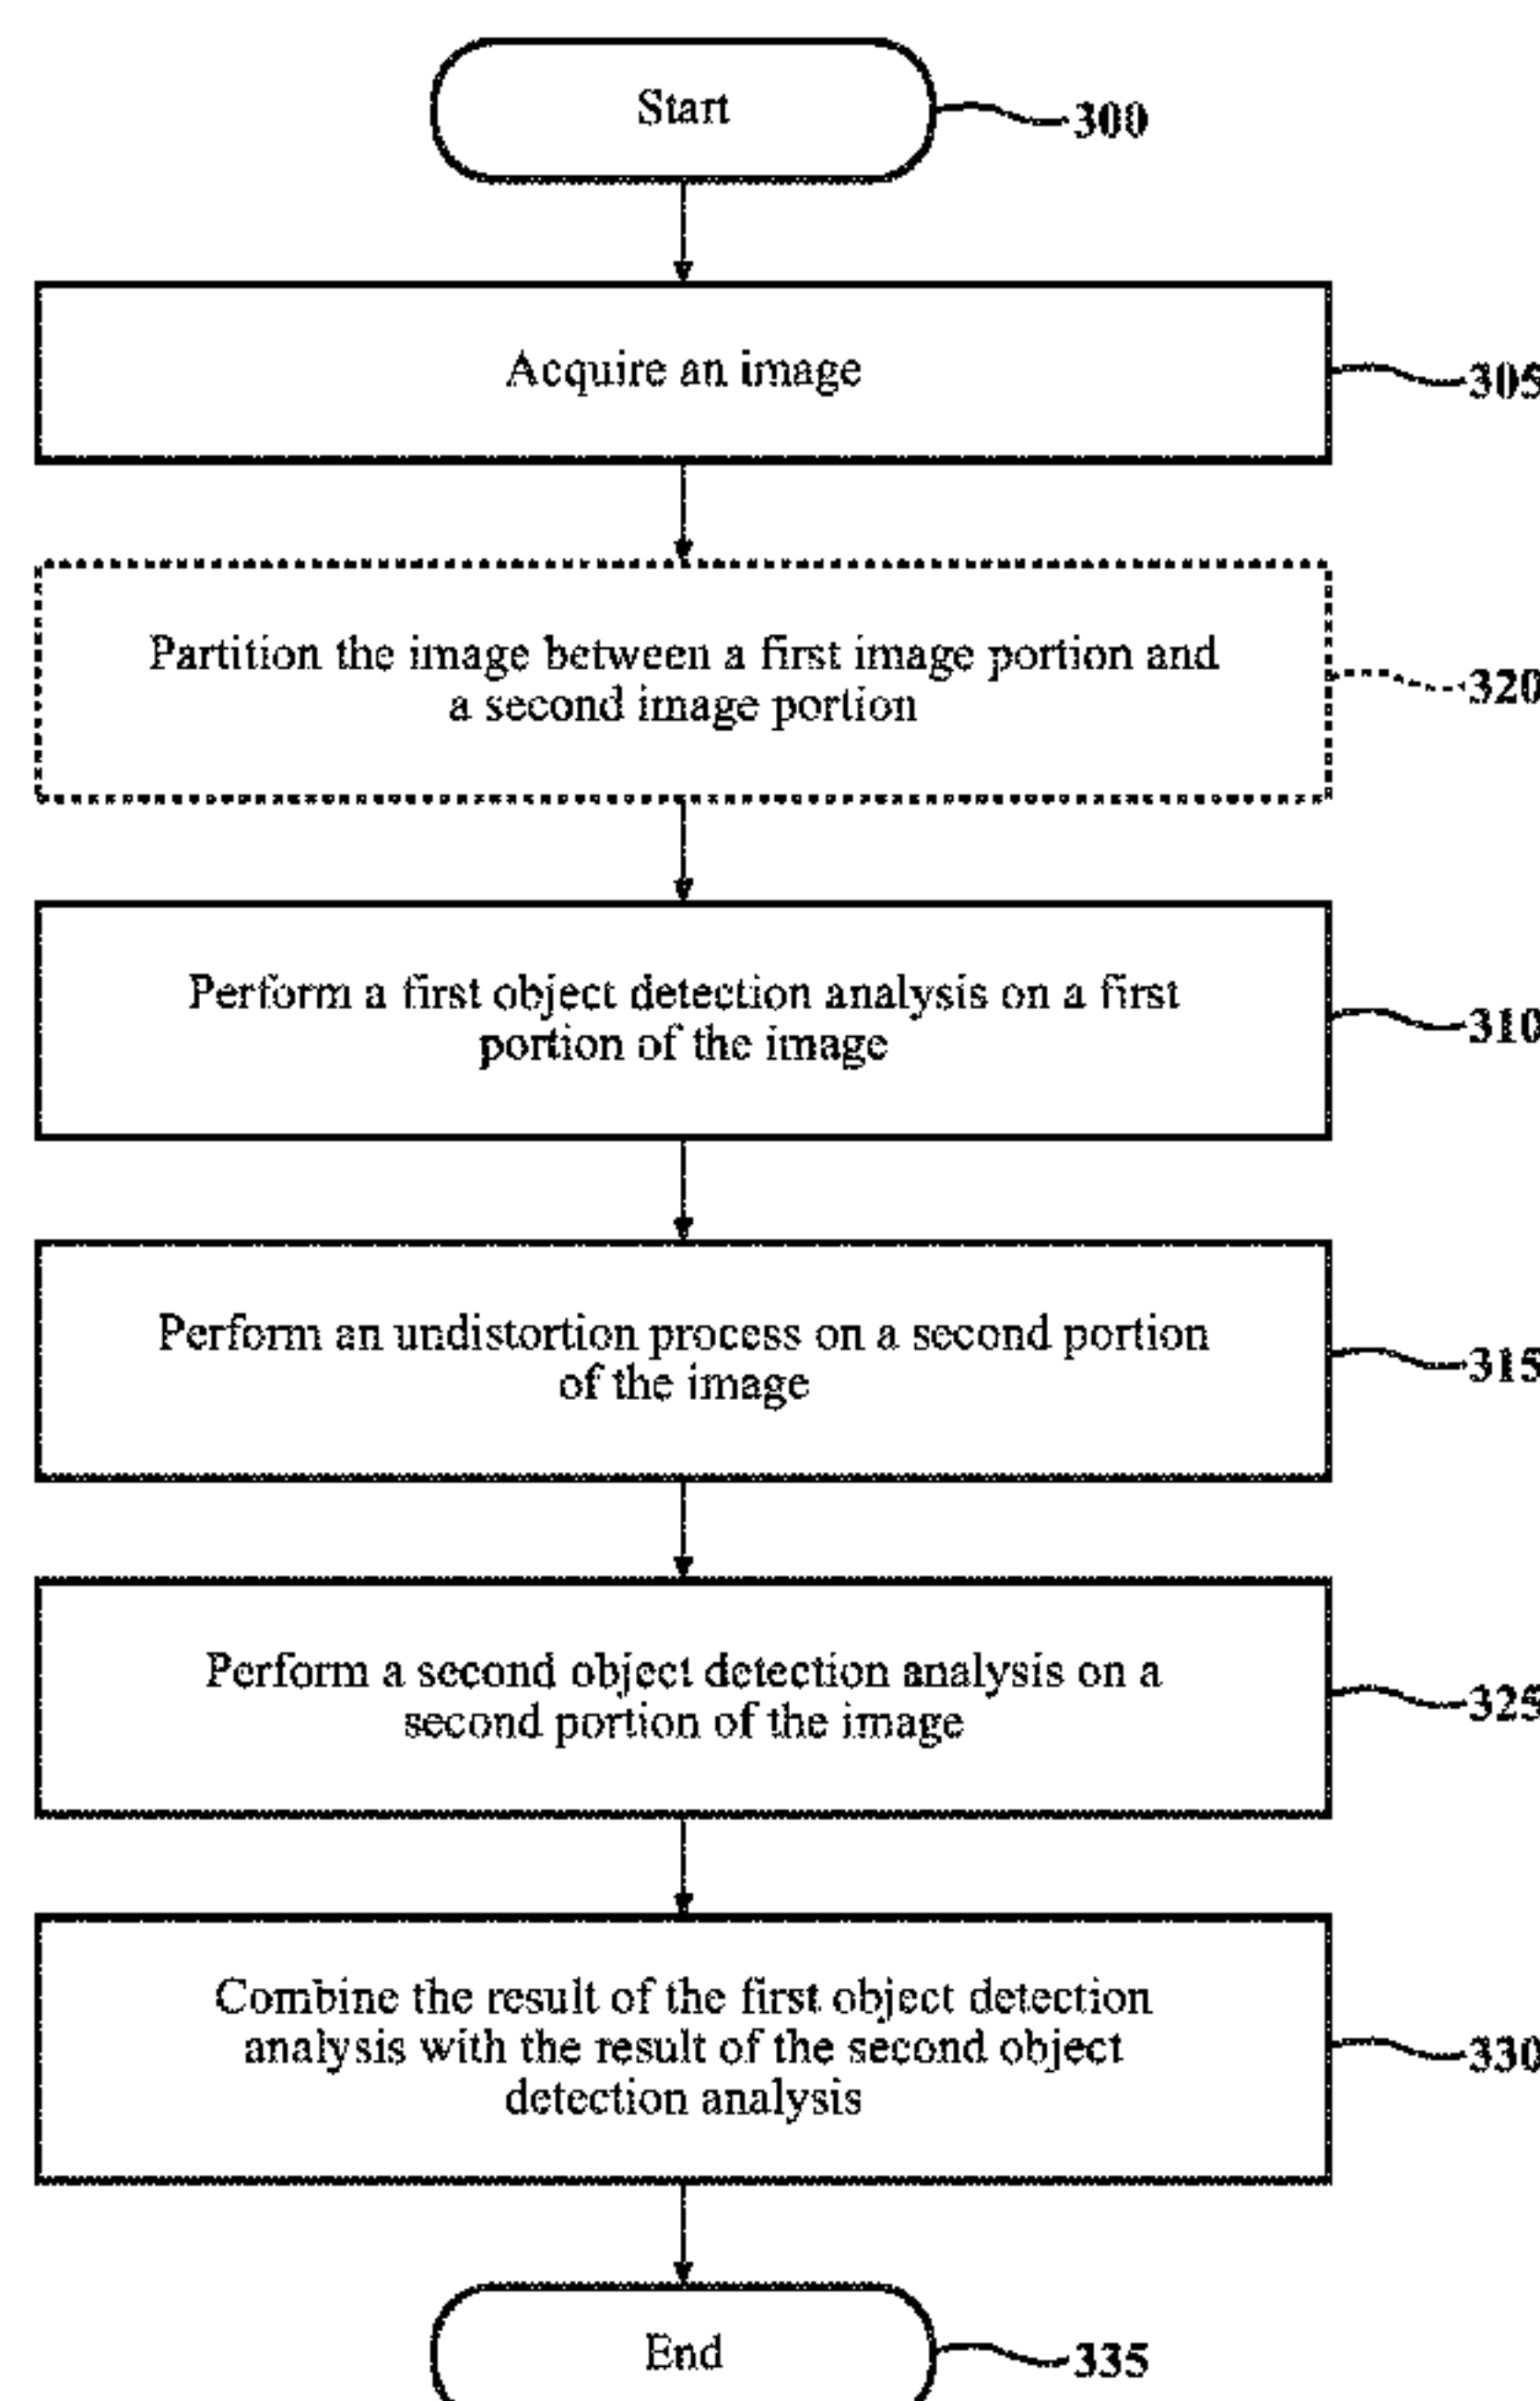 Start
300
Acquire an image
305
Partition the image between a first image portion and
a second image portion
320
Perform a first object detection analysis on a first
portion of the image
310
Perform an undistortion process on a second portion
of the image
315
Perform a second object detection analysis on a
second portion of the image
325
Combine the result of the first object detection
analysis with the result of the second object
detection analysis
330
End
335